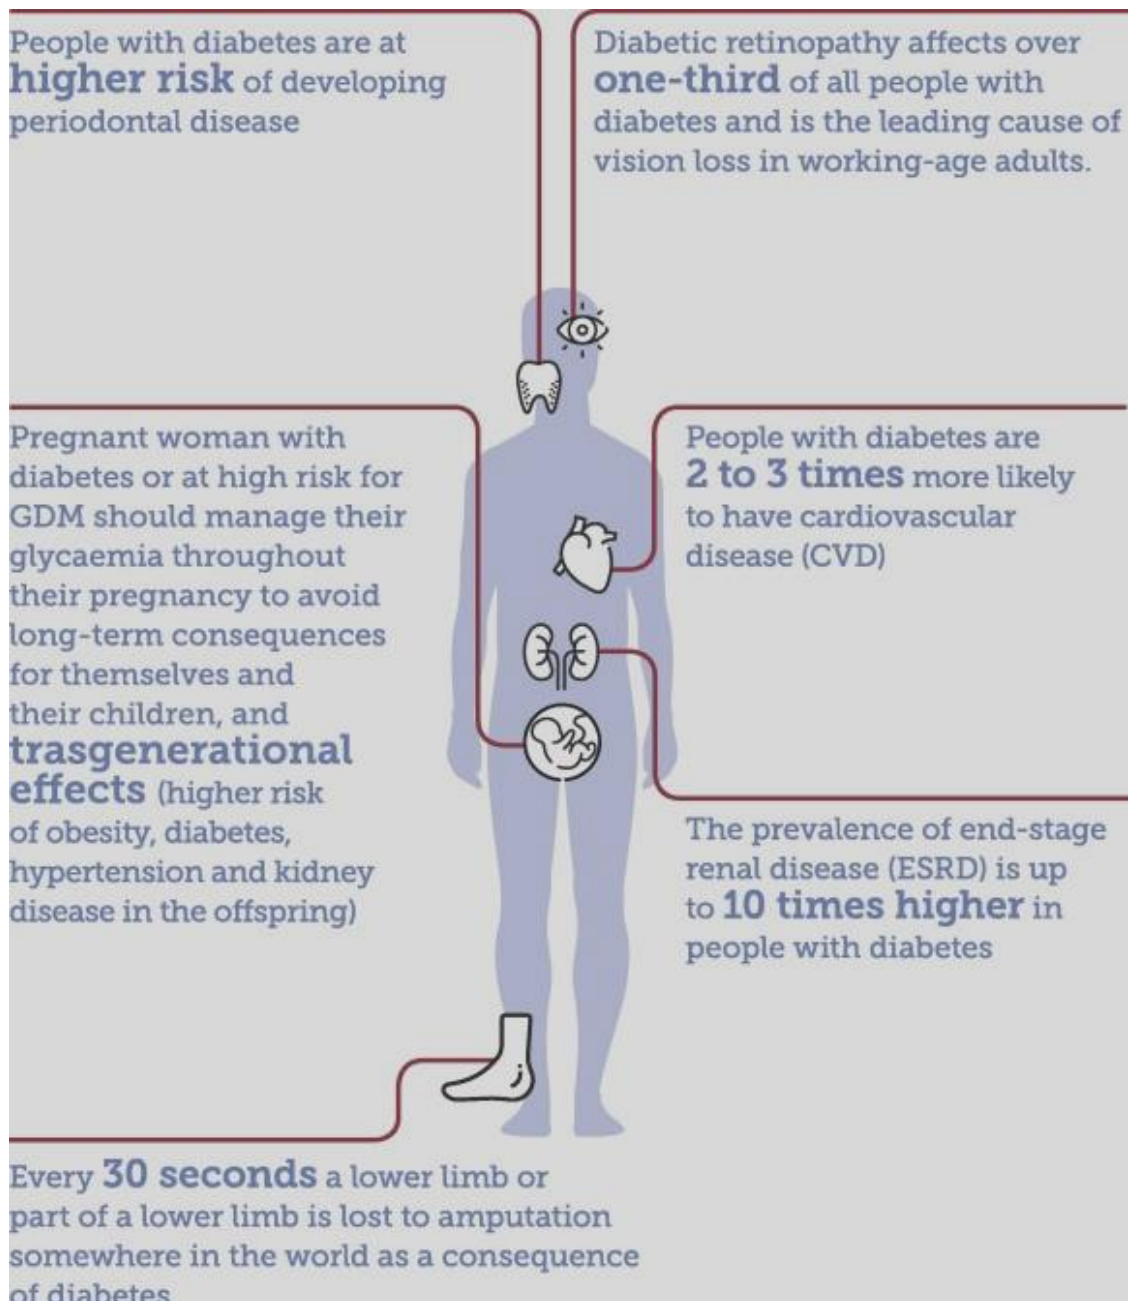 People with diabetes are at
higher risk of developing
periodontal disease
Diabetic retinopathy affects over
one-third of all people with
diabetes and is the leading cause of
vision loss in working-age adults.
Pregnant woman with
diabetes or at high risk for
GDM should manage their
glycaemia throughout
their pregnancy to avoid
long-term consequences
for themselves and
their children, and
trasgenerational
effects (higher risk
of obesity, diabetes,
hypertension and kidney
disease in the offspring)
People with diabetes are
2 to 3 times more likely
to have cardiovascular
disease (CVD)
The prevalence of end-stage
renal disease (ESRD) is up
to 10 times higher in
people with diabetes
Every 30 seconds a lower limb or
part of a lower limb is lost to amputation
somewhere in the world as a consequence
of diabetes